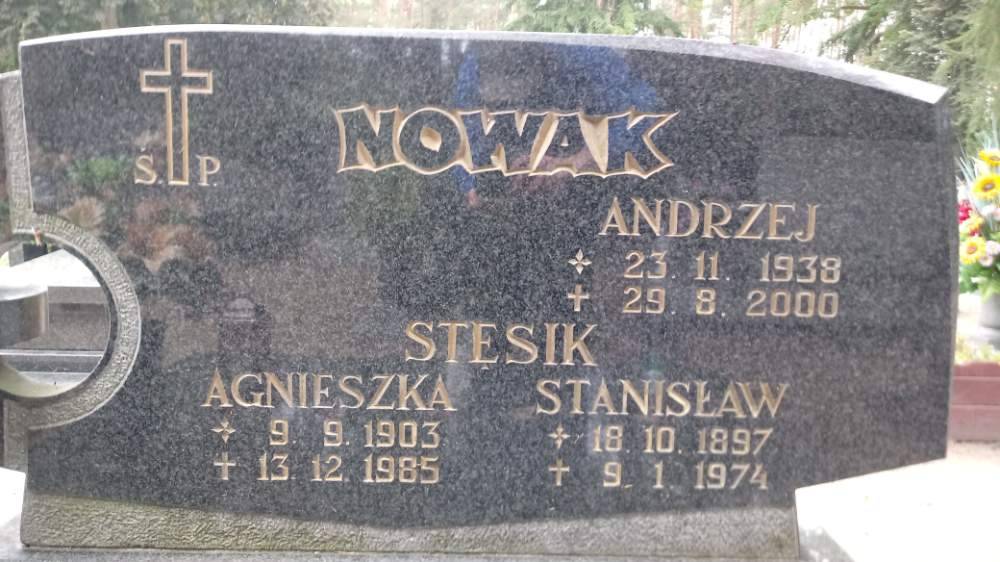 Ś. P.
NOWAK
ANDRZEJ
23. 11. 1938
✝ 29. 8. 2000
STĘSIK
AGNIESZKA STANISŁAW
9. 9. 1903 18. 10. 1897
✝ 13. 12. 1985 ✝ 9. 1. 1974